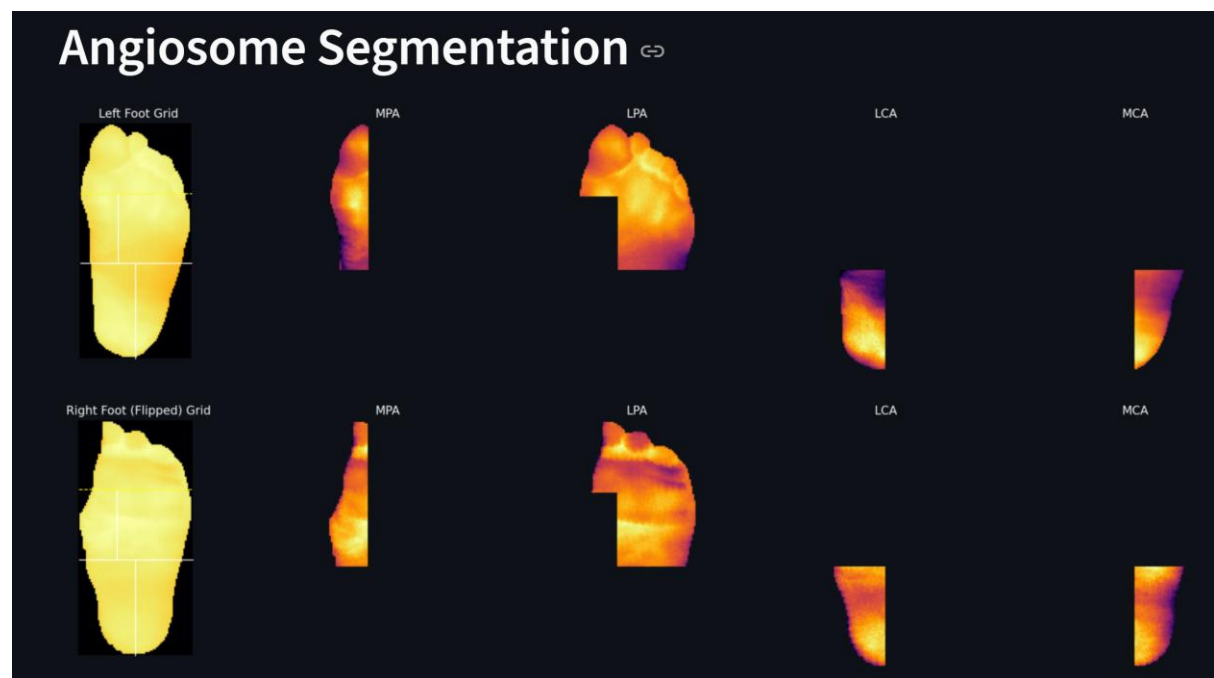 Angiosome Segmentation
Left Foot Grid MPA LPA LCA MCA
Right Foot (Flipped) Grid MPA LPA LCA MCA